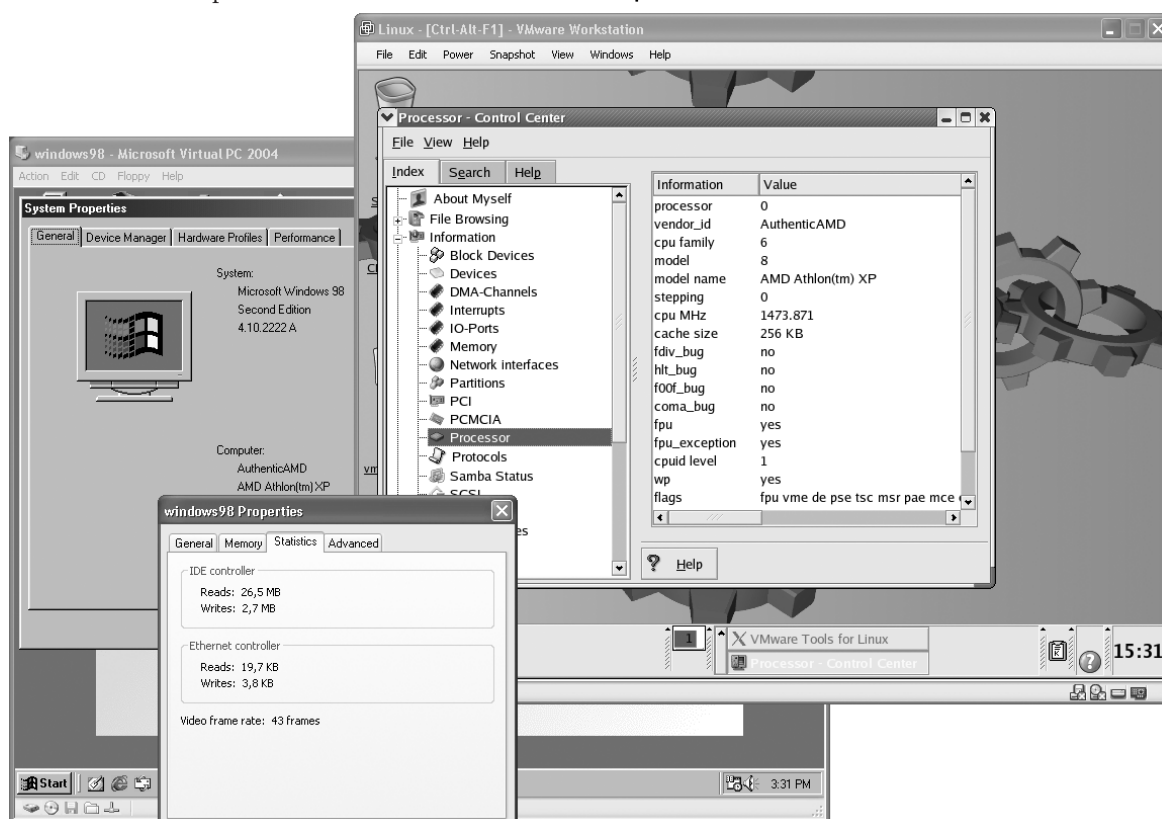 Linux - [Ctrl-Alt-F1] - VMware Workstation
File Edit Power Snapshot View Windows Help
Processor - Control Center
File View Help
Index Search Help
About Myself
File Browsing
Information
Block Devices
Devices
DMA-Channels
Interrupts
IO-Ports
Memory
Network interfaces
Partitions
PCI
PCMCIA
Processor
Protocols
Samba Status
SCSI
Information Value
processor 0
vendor_id AuthenticAMD
cpu family 6
model 8
model name AMD Athlon(tm) XP
stepping 0
cpu MHz 1473.871
cache size 256 KB
fdiv_bug no
hlt_bug no
f00f_bug no
coma_bug no
fpu yes
fpu_exception yes
cpuid level 1
wp yes
flags fpu vme de pse tsc msr pae mce
? Help
1
VMware Tools for Linux
Processor - Control Center
15:31
windows98 - Microsoft Virtual PC 2004
Action Edit CD Floppy Help
System Properties
General Device Manager Hardware Profiles Performance
System:
Microsoft Windows 98
Second Edition
4.10.2222 A
Computer:
AuthenticAMD
AMD Athlon(tm) XP
windows98 Properties
General Memory Statistics Advanced
IDE controller
Reads: 26,5 MB
Writes: 2,7 MB
Ethernet controller
Reads: 19,7 KB
Writes: 3,8 KB
Video frame rate: 43 frames
Start
3:31 PM